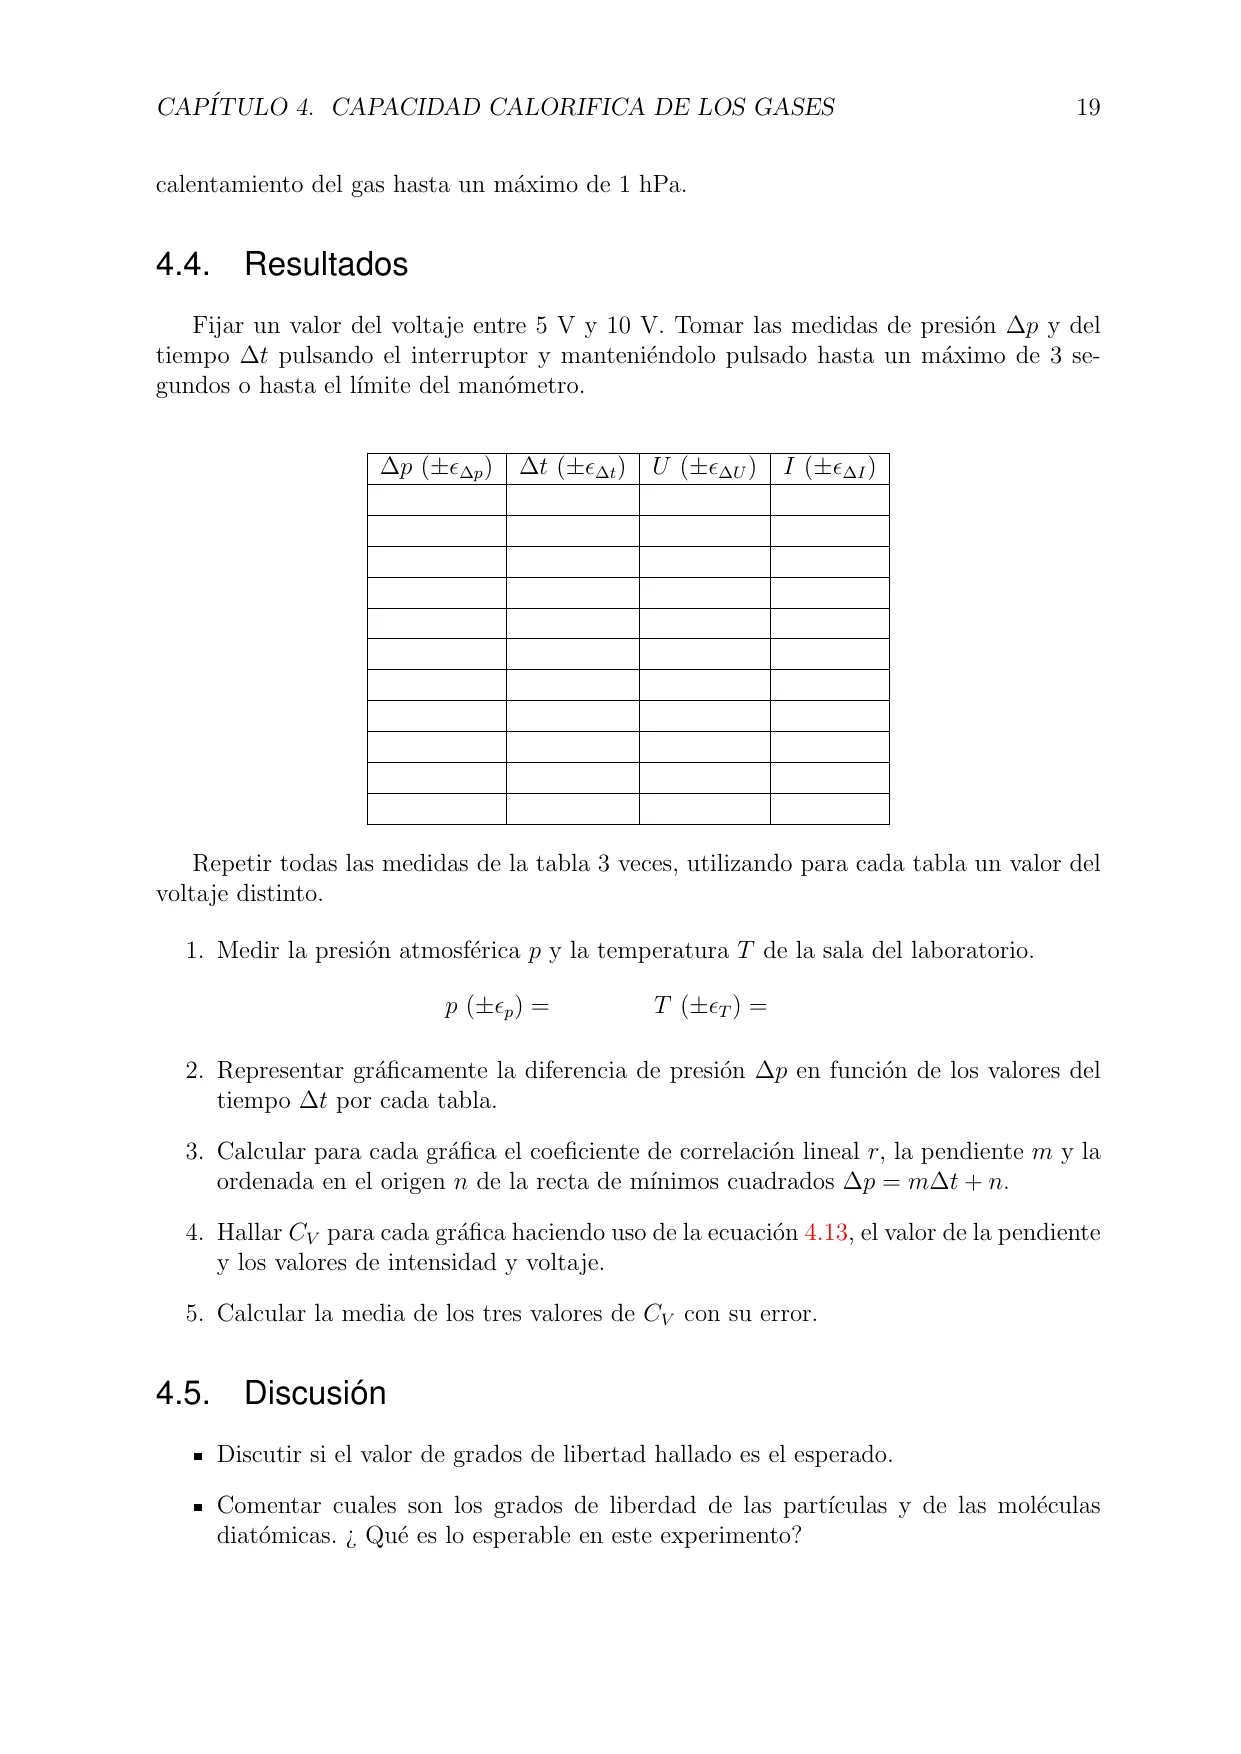 CAPÍTULO 4. CAPACIDAD CALORIFICA DE LOS GASES 19
calentamiento del gas hasta un máximo de 1 hPa.
4.4. Resultados
Fijar un valor del voltaje entre 5 V y 10 V. Tomar las medidas de presión Δp y del
tiempo Δt pulsando el interruptor y manteniéndolo pulsado hasta un máximo de 3 se-
gundos o hasta el límite del manómetro.
Δp (±ϵ_Δp) Δt (±ϵ_Δt) U (±ϵ_ΔU) I (±ϵ_ΔI)
Repetir todas las medidas de la tabla 3 veces, utilizando para cada tabla un valor del
voltaje distinto.
1. Medir la presión atmosférica p y la temperatura T de la sala del laboratorio.
p (±ϵ_p) = T (±ϵ_T) =
2. Representar gráficamente la diferencia de presión Δp en función de los valores del
tiempo Δt por cada tabla.
3. Calcular para cada gráfica el coeficiente de correlación lineal r, la pendiente m y la
ordenada en el origen n de la recta de mínimos cuadrados Δp = mΔt + n.
4. Hallar C_V para cada gráfica haciendo uso de la ecuación 4.13, el valor de la pendiente
y los valores de intensidad y voltaje.
5. Calcular la media de los tres valores de C_V con su error.
4.5. Discusión
▪ Discutir si el valor de grados de libertad hallado es el esperado.
▪ Comentar cuales son los grados de liberdad de las partículas y de las moléculas
diatómicas. ¿ Qué es lo esperable en este experimento?